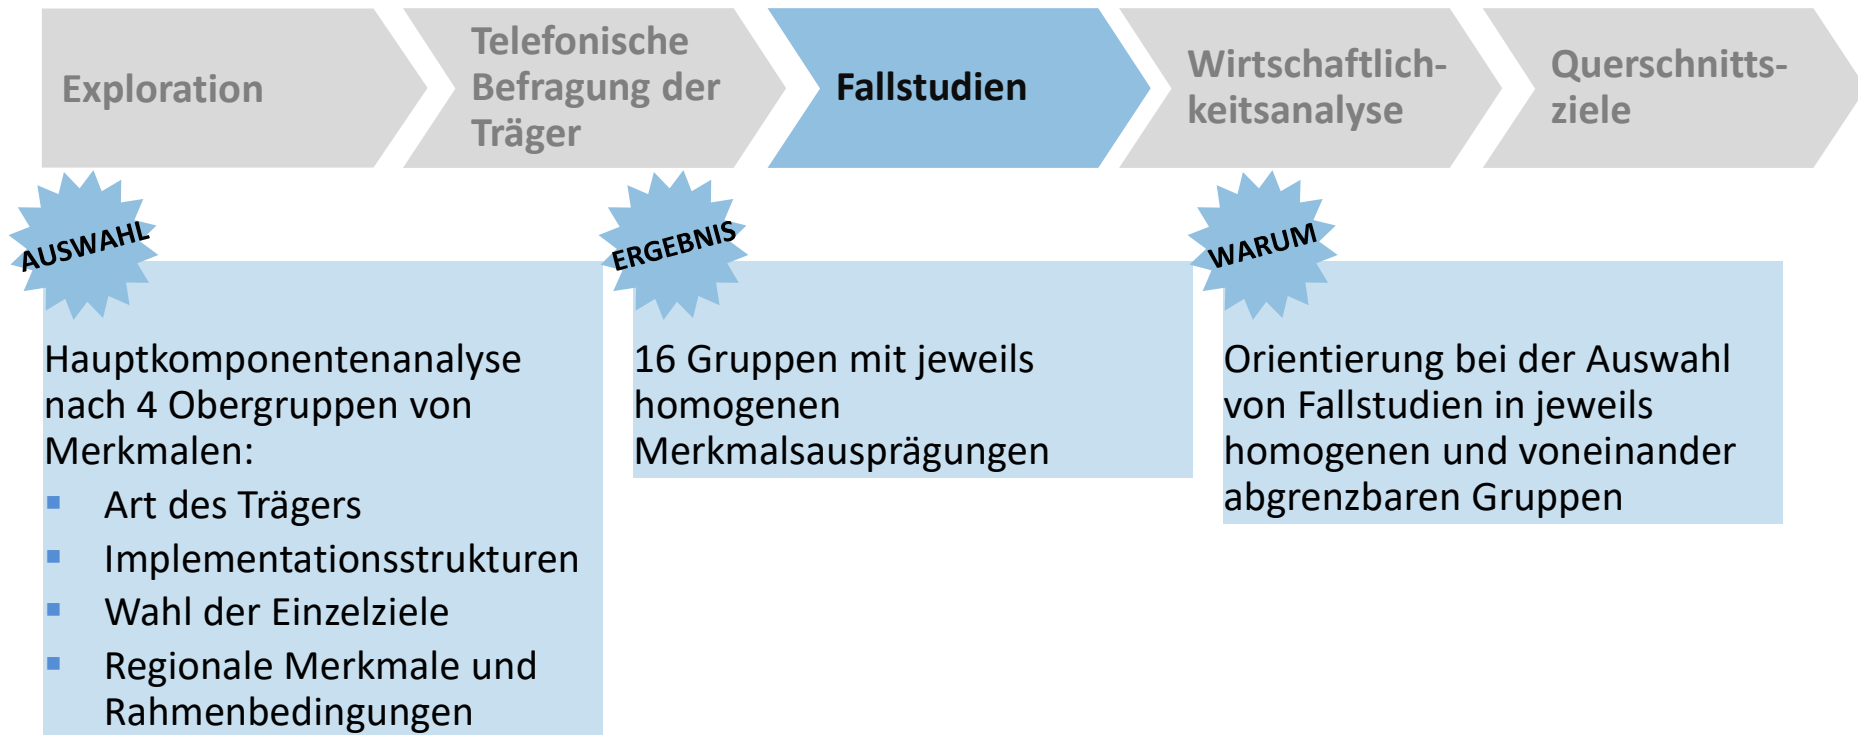 Exploration
Telefonische
Befragung der
Träger
Fallstudien
Wirtschaftlich-
keitsanalyse
Querschnitts-
ziele
AUSWAHL
Hauptkomponentenanalyse
nach 4 Obergruppen von
Merkmalen:
▪ Art des Trägers
▪ Implementationsstrukturen
▪ Wahl der Einzelziele
▪ Regionale Merkmale und
Rahmenbedingungen
ERGEBNIS
16 Gruppen mit jeweils
homogenen
Merkmalsausprägungen
WARUM
Orientierung bei der Auswahl
von Fallstudien in jeweils
homogenen und voneinander
abgrenzbaren Gruppen